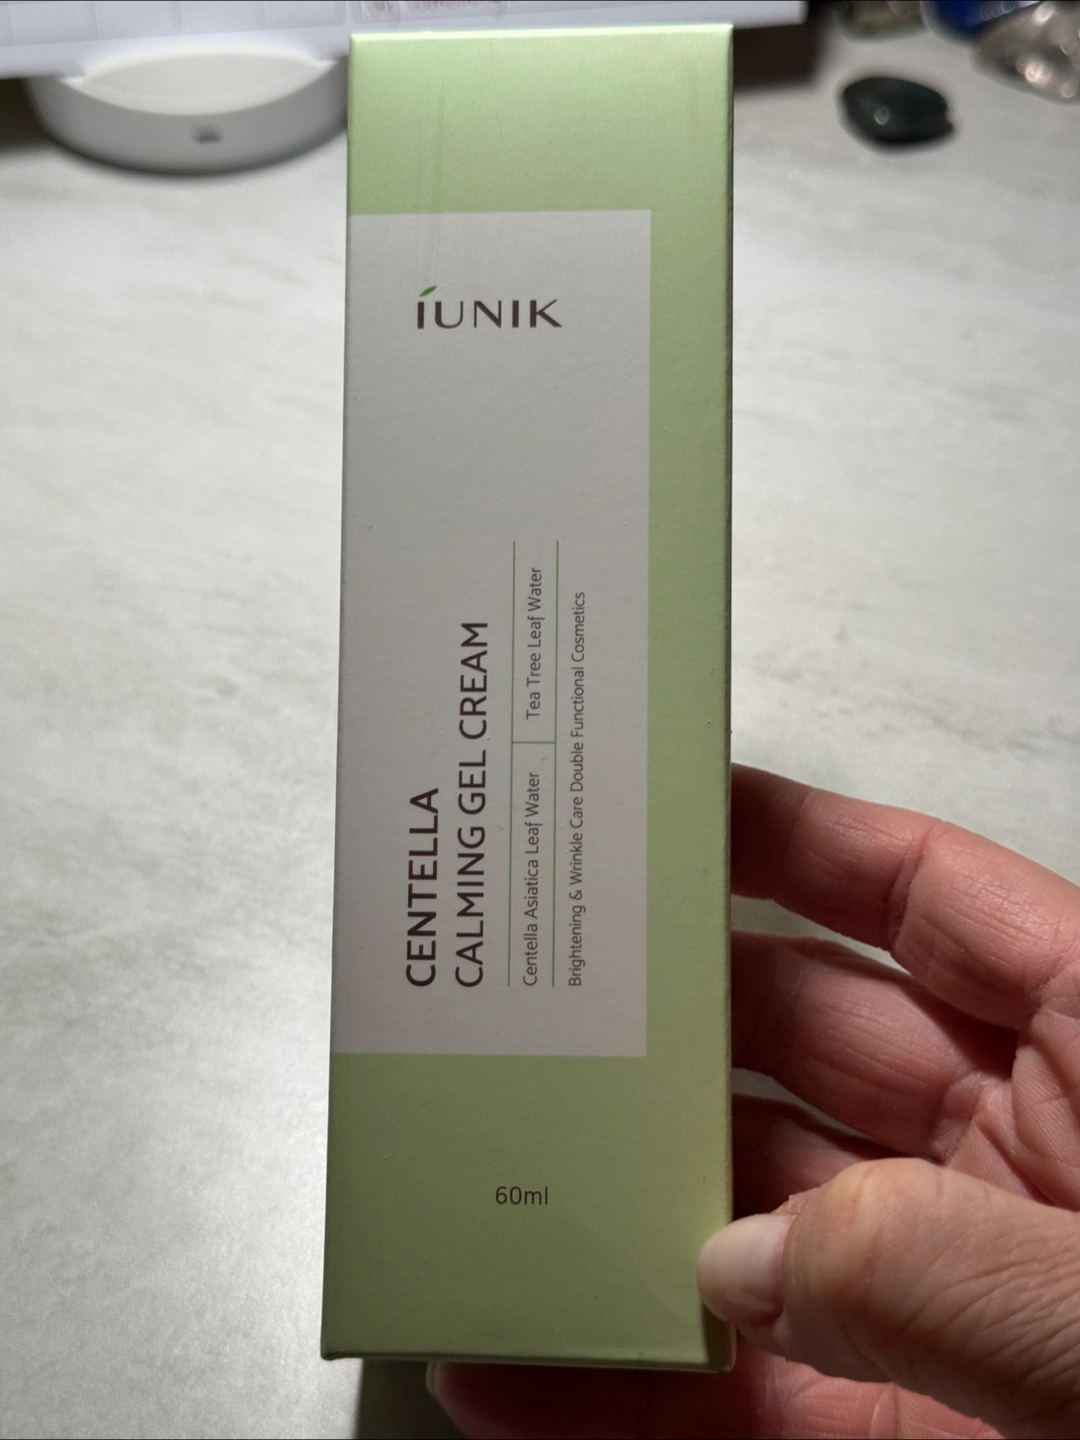 iUNIK
CENTELLA
CALMING GEL CREAM
Centella Asiatica Leaf Water
Tea Tree Leaf Water
Brightening & Wrinkle Care Double Functional Cosmetics
60ml